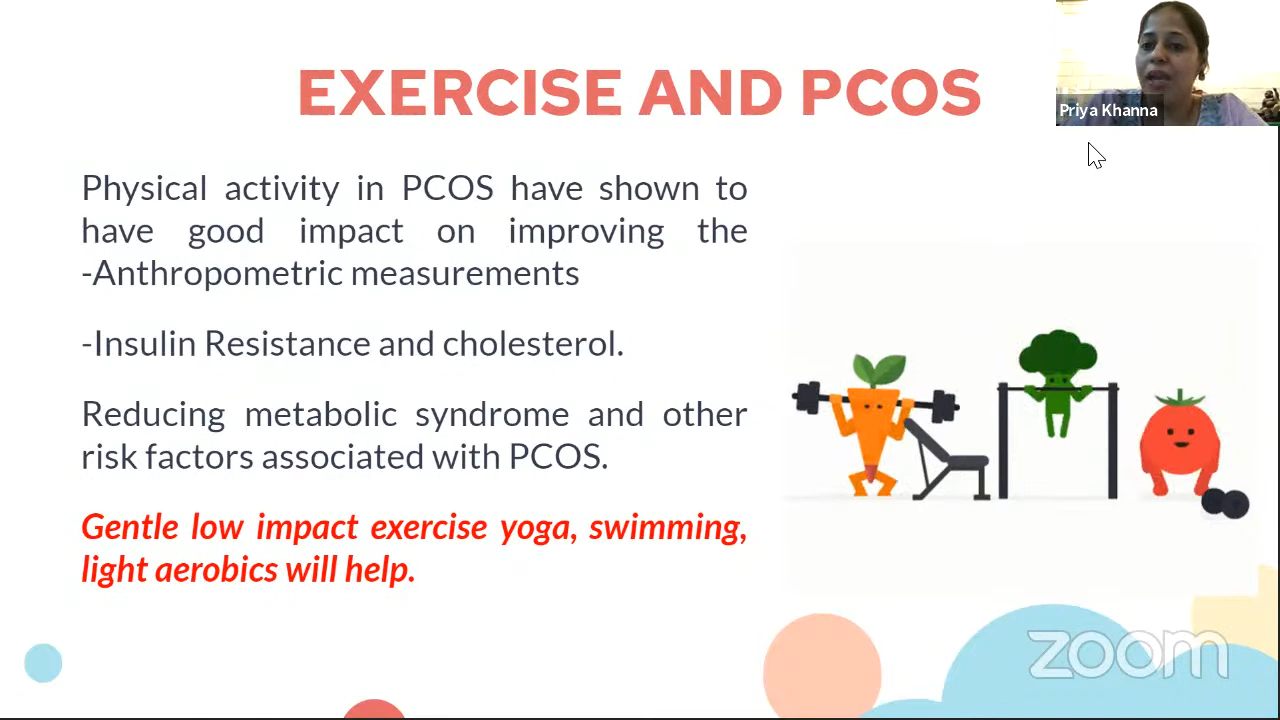 EXERCISE AND PCOS
Priya Khanna
Physical activity in PCOS have shown to
have good impact on improving the
-Anthropometric measurements
-Insulin Resistance and cholesterol.
Reducing metabolic syndrome and other
risk factors associated with PCOS.
Gentle low impact exercise yoga, swimming,
light aerobics will help.
zoom